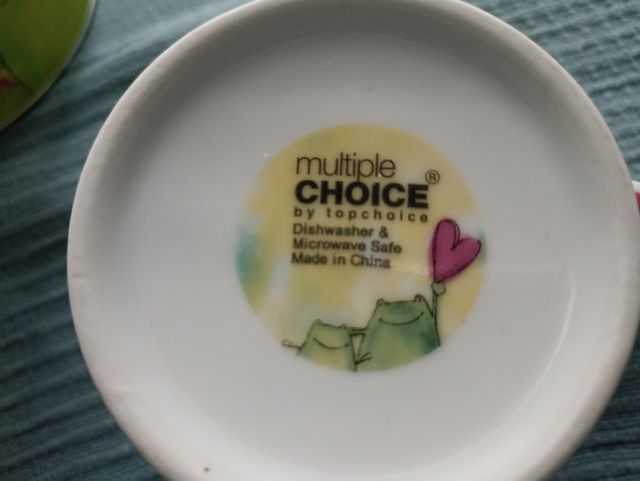 multiple
CHOICE®
by topchoice
Dishwasher &
Microwave Safe
Made in China